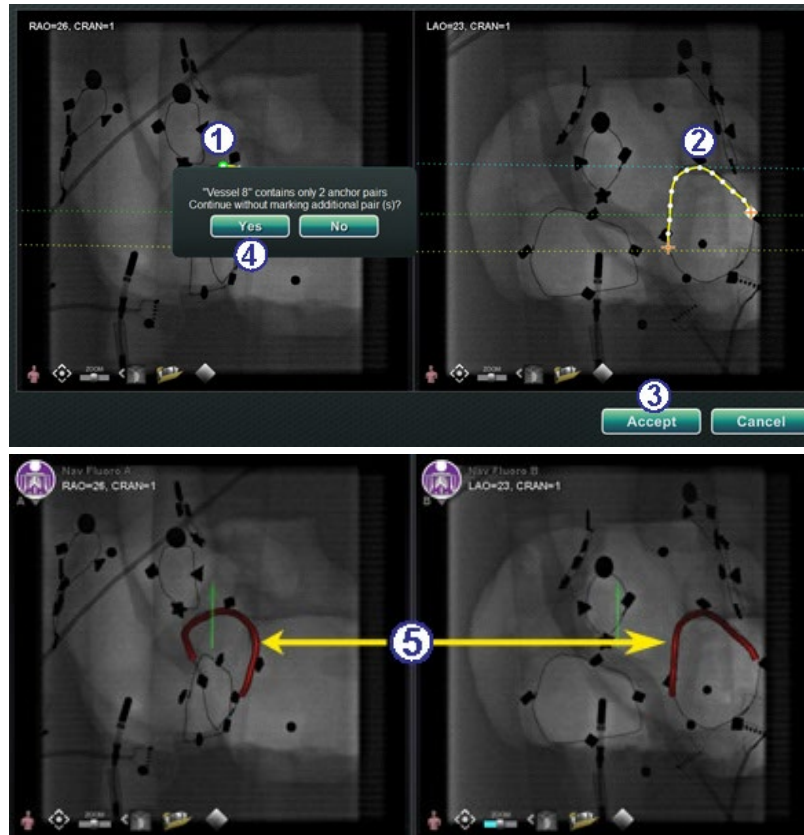 RAO=26, CRAN=1
LAO=23, CRAN=1
1
2
"Vessel 8" contains only 2 anchor pairs
Continue without marking additional pair (s)?
Yes
No
4
ZOOM
ZOOM
3
Accept
Cancel
Nav Fluoro A
RAO=26, CRAN=1
A
Nav Fluoro B
LAO=23, CRAN=1
B
5
ZOOM
ZOOM